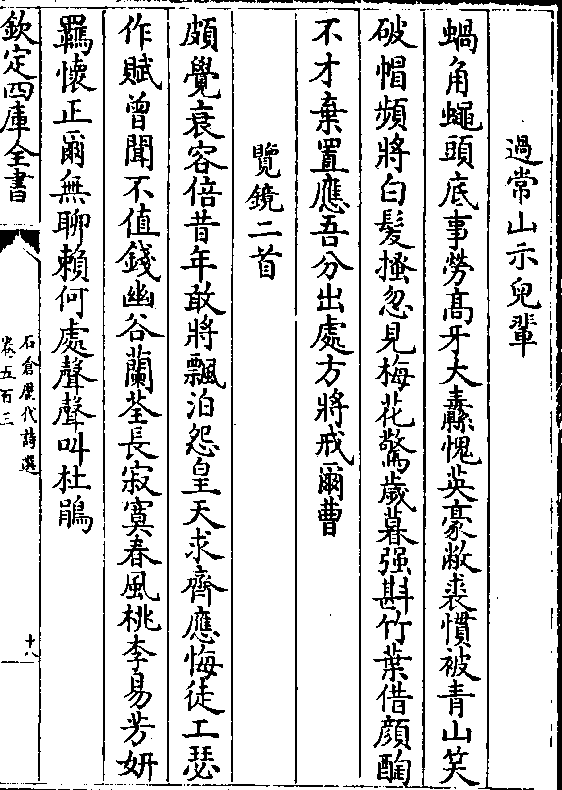 過常山示兒輩
蝸角蠅頭底事勞高牙大纛愧英豪敝裘慣被青山笑
破帽頻將白髮搔忽見梅花驚歲暮强斟竹葉借顔酶
不才棄置應吾分出處方將戒爾曹
覽鏡二首
頗覺衰容倍昔年敢將飄泊怨皇天求齊應悔徒工瑟
作賦曾聞不值錢幽谷蘭荃長寂寞春風桃李易芳妍
羈懷正爾無聊賴何處聲聲叫杜鵑
欽定四庫全書
石倉歷代詩選
卷五百三
十八